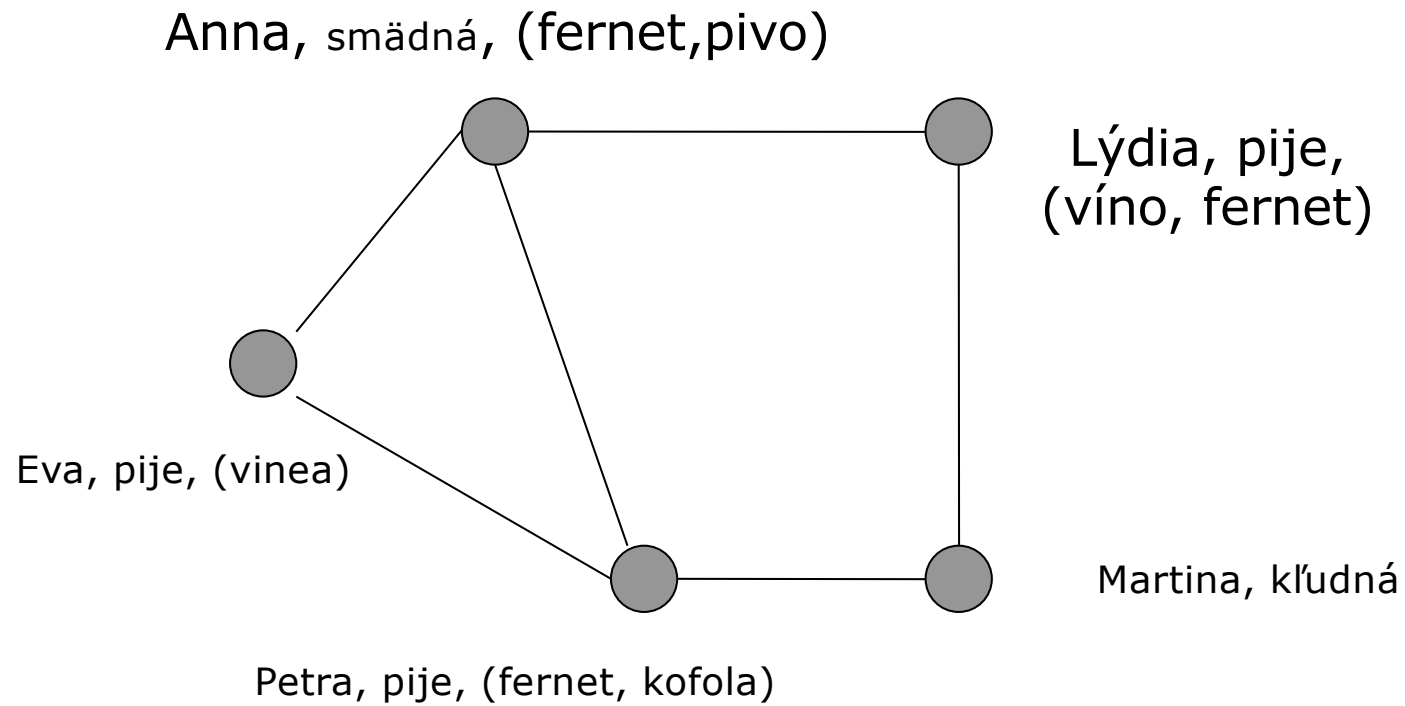 Anna, smädná, (fernet,pivo)
Lýdia, pije,
(víno, fernet)
Eva, pije, (vinea)
Martina, kľudná
Petra, pije, (fernet, kofola)